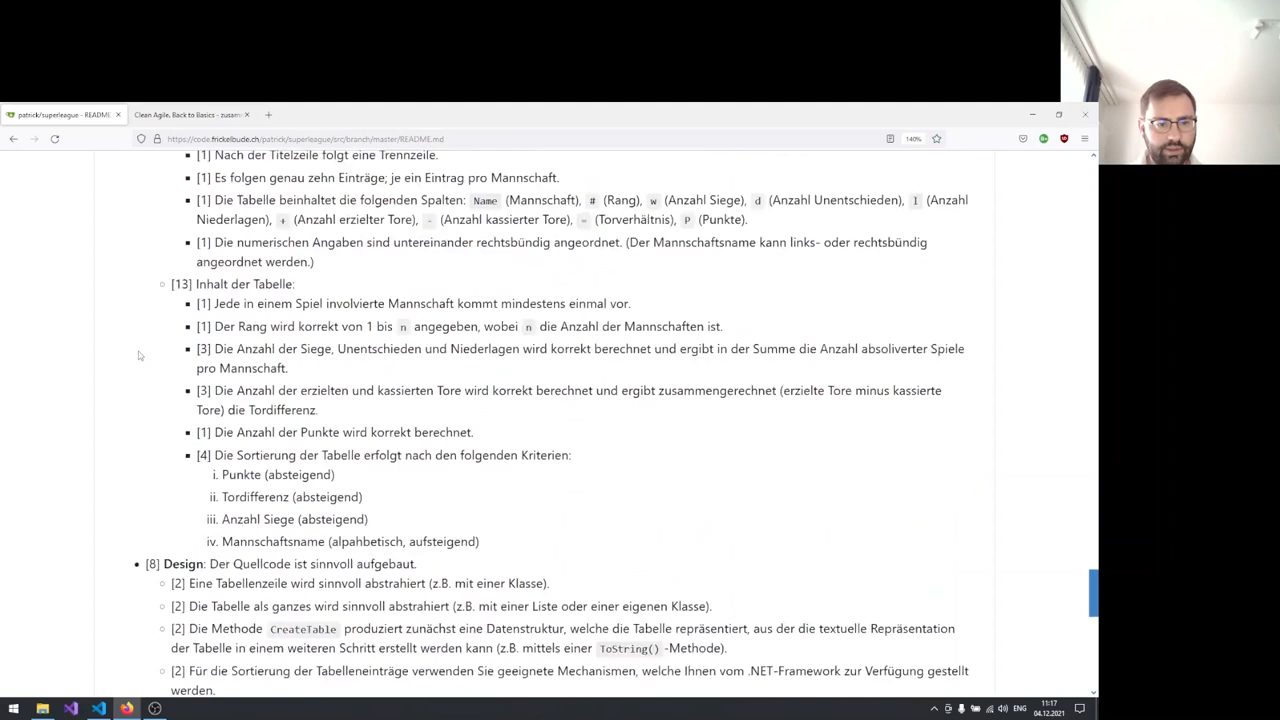 patrick/superleague - README
Clean Agile. Back to Basics - zusam
https://code.frickelbude.ch/patrick/superleague/src/branch/master/README.md
140%
[1] Nach der Titelzeile folgt eine Trennzeile.
[1] Es folgen genau zehn Einträge; je ein Eintrag pro Mannschaft.
[1] Die Tabelle beinhaltet die folgenden Spalten: Name (Mannschaft), # (Rang), w (Anzahl Siege), d (Anzahl Unentschieden), l (Anzahl
Niederlagen), + (Anzahl erzielter Tore), - (Anzahl kassierter Tore), = (Torverhältnis), P (Punkte).
[1] Die numerischen Angaben sind untereinander rechtsbündig angeordnet. (Der Mannschaftsname kann links- oder rechtsbündig
angeordnet werden.)
[13] Inhalt der Tabelle:
[1] Jede in einem Spiel involvierte Mannschaft kommt mindestens einmal vor.
[1] Der Rang wird korrekt von 1 bis n angegeben, wobei n die Anzahl der Mannschaften ist.
[3] Die Anzahl der Siege, Unentschieden und Niederlagen wird korrekt berechnet und ergibt in der Summe die Anzahl absoliverter Spiele
pro Mannschaft.
[3] Die Anzahl der erzielten und kassierten Tore wird korrekt berechnet und ergibt zusammengerechnet (erzielte Tore minus kassierte
Tore) die Tordifferenz.
[1] Die Anzahl der Punkte wird korrekt berechnet.
[4] Die Sortierung der Tabelle erfolgt nach den folgenden Kriterien:
i. Punkte (absteigend)
ii. Tordifferenz (absteigend)
iii. Anzahl Siege (absteigend)
iv. Mannschaftsname (alpahbetisch, aufsteigend)
[8] Design: Der Quellcode ist sinnvoll aufgebaut.
[2] Eine Tabellenzeile wird sinnvoll abstrahiert (z.B. mit einer Klasse).
[2] Die Tabelle als ganzes wird sinnvoll abstrahiert (z.B. mit einer Liste oder einer eigenen Klasse).
[2] Die Methode CreateTable produziert zunächst eine Datenstruktur, welche die Tabelle repräsentiert, aus der die textuelle Repräsentation
der Tabelle in einem weiteren Schritt erstellt werden kann (z.B. mittels einer ToString()-Methode).
[2] Für die Sortierung der Tabelleneinträge verwenden Sie geeignete Mechanismen, welche Ihnen vom .NET-Framework zur Verfügung gestellt
werden.
ENG
11:17
04.12.2021